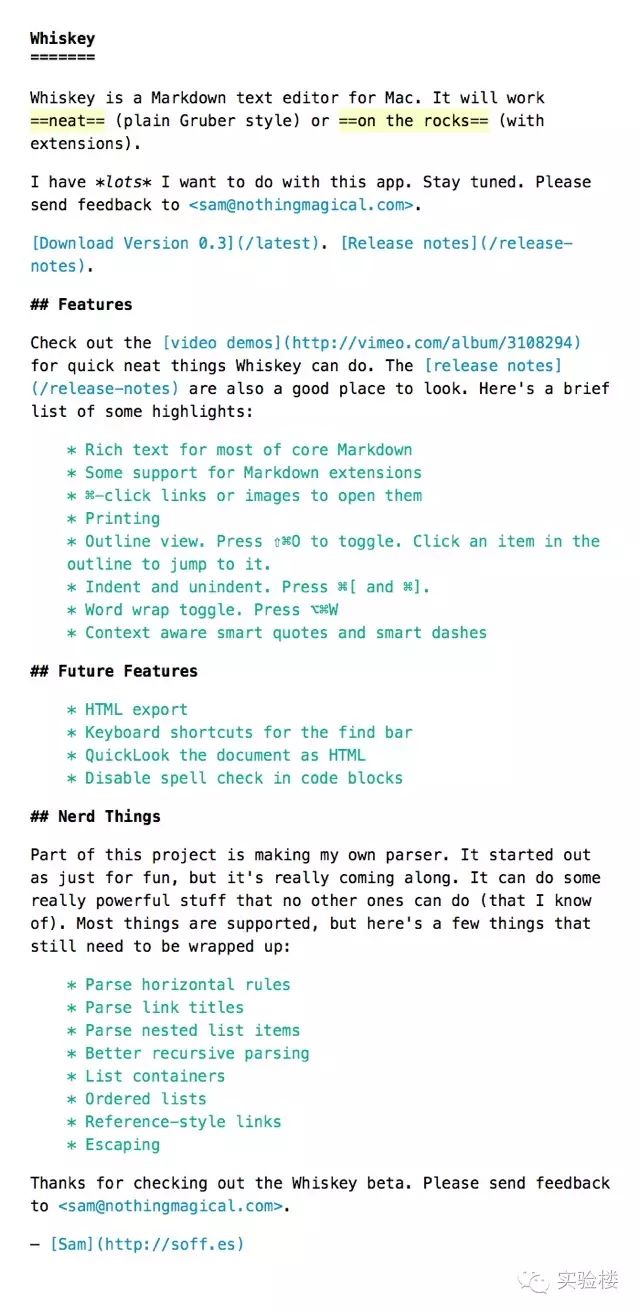 Whiskey
=======
Whiskey is a Markdown text editor for Mac. It will work
==neat== (plain Gruber style) or ==on the rocks== (with
extensions).
I have *lots* I want to do with this app. Stay tuned. Please
send feedback to <sam@nothingmagical.com>.
[Download Version 0.3](/latest). [Release notes](/release-
notes).
## Features
Check out the [video demos](http://vimeo.com/album/3108294)
for quick neat things Whiskey can do. The [release notes]
(/release-notes) are also a good place to look. Here's a brief
list of some highlights:
* Rich text for most of core Markdown
* Some support for Markdown extensions
* ⌘-click links or images to open them
* Printing
* Outline view. Press ⇧⌘O to toggle. Click an item in the
outline to jump to it.
* Indent and unindent. Press ⌘[ and ⌘].
* Word wrap toggle. Press ⌥⌘W
* Context aware smart quotes and smart dashes
## Future Features
* HTML export
* Keyboard shortcuts for the find bar
* QuickLook the document as HTML
* Disable spell check in code blocks
## Nerd Things
Part of this project is making my own parser. It started out
as just for fun, but it's really coming along. It can do some
really powerful stuff that no other ones can do (that I know
of). Most things are supported, but here's a few things that
still need to be wrapped up:
* Parse horizontal rules
* Parse link titles
* Parse nested list items
* Better recursive parsing
* List containers
* Ordered lists
* Reference-style links
* Escaping
Thanks for checking out the Whiskey beta. Please send feedback
to <sam@nothingmagical.com>.
— [Sam](http://soff.es)
实验楼